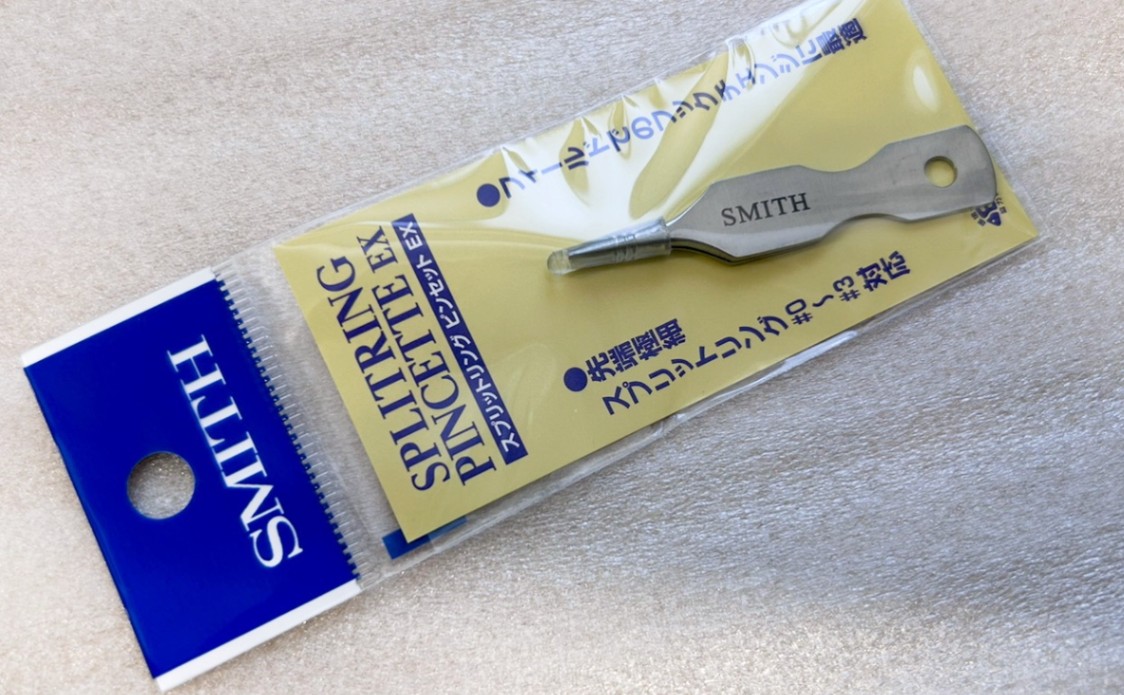 SMITH
SPLITRING
PINCETTE EX
スプリットリング ピンセット EX
●フィールドでのリングチェンジに最適
SMITH
●先端極細
スプリットリング #0～#3対応